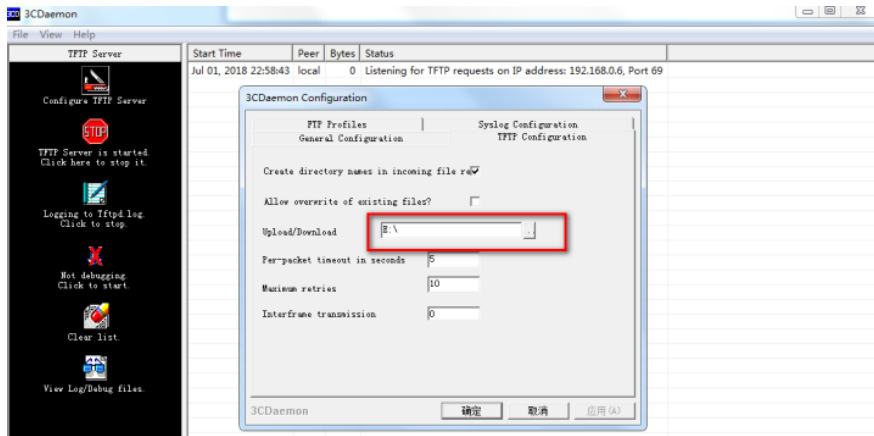 3CD 3CDaemon
File View Help
TFTP Server
Start Time Peer Bytes Status
Jul 01, 2018 22:58:43 local 0 Listening for TFTP requests on IP address: 192.168.0.6, Port 69
Configure TFTP Server
STOP
TFTP Server is started.
Click here to stop it.
Logging to Tftpd log.
Click to stop.
Not debugging.
Click to start.
Clear list.
View Log/Debug files.
3CDaemon Configuration
FTP Profiles Syslog Configuration
General Configuration TFTP Configuration
Create directory names in incoming file re
Allow overwrite of existing files?
Upload/Download E:\ ..
Per-packet timeout in seconds 5
Maximum retries 10
Interframe transmission 0
3CDaemon 确定 取消 应用(A)